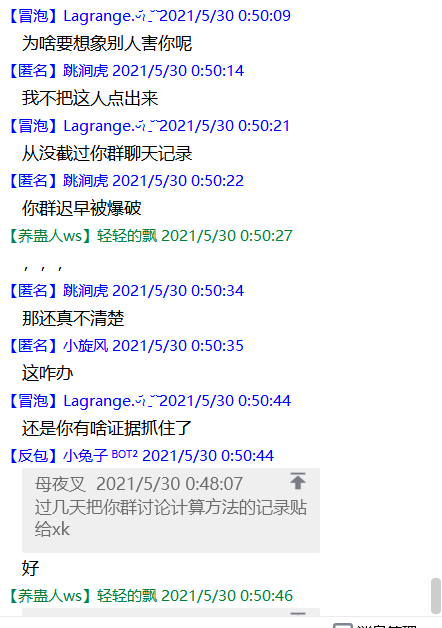 【冒泡】Lagrange. 2021/5/30 0:50:09
为啥要想象别人害你呢
【匿名】跳涧虎 2021/5/30 0:50:14
我不把这人点出来
【冒泡】Lagrange. 2021/5/30 0:50:21
从没截过你群聊天记录
【匿名】跳涧虎 2021/5/30 0:50:22
你群迟早被爆破
【养蛊人ws】轻轻的飘 2021/5/30 0:50:27
，，，
【匿名】跳涧虎 2021/5/30 0:50:34
那还真不清楚
【匿名】小旋风 2021/5/30 0:50:35
这咋办
【冒泡】Lagrange. 2021/5/30 0:50:44
还是你有啥证据抓住了
【反包】小兔子 ᴮᴼᵀ² 2021/5/30 0:50:44
母夜叉 2021/5/30 0:48:07
过几天把你群讨论计算方法的记录贴
给xk
好
【养蛊人ws】轻轻的飘 2021/5/30 0:50:46